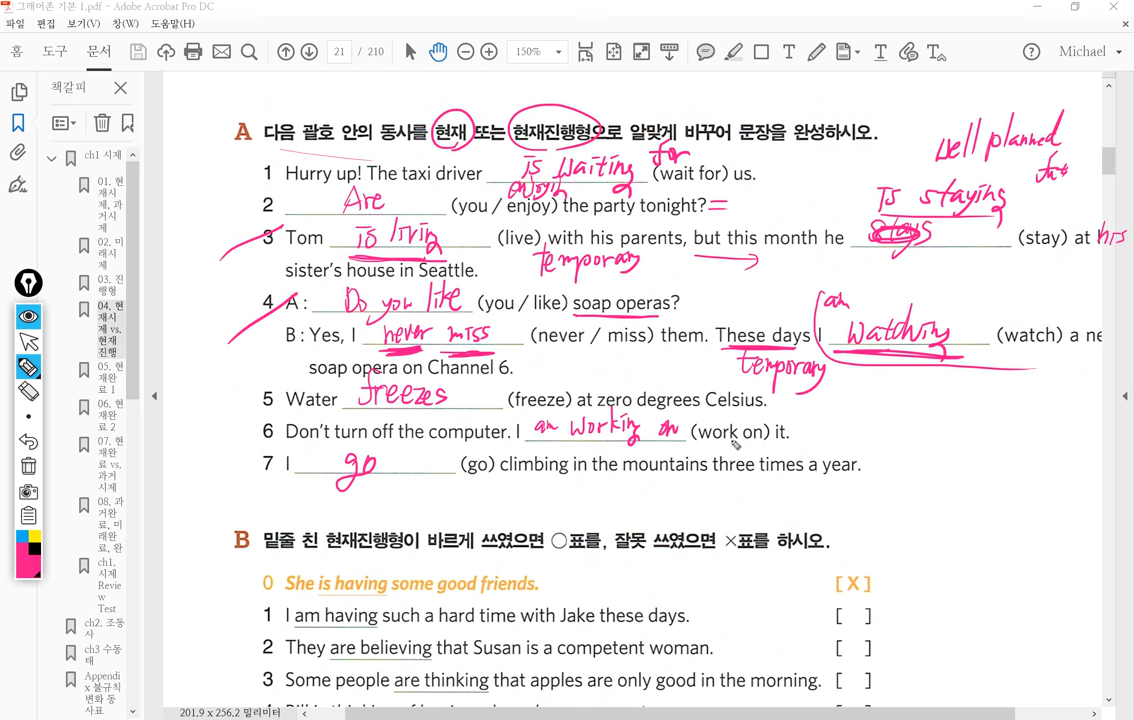 그래머존 기본 1.pdf - Adobe Acrobat Pro DC
파일 편집 보기(V) 창(W) 도움말(H)
홈 도구 문서 21 / 210 150% Michael
책갈피
ch1 시제
01. 현재시제, 과거시제
02. 미래시제
03. 진행형
04. 현재시제 vs. 현재진행
05. 현재완료 1
06. 현재완료 2
07. 현재완료 vs. 과거시제
08. 과거완료, 미래완료, 완
ch1. 시제 Review Test
ch2. 조동사
ch3 수동태
Appendix 불규칙 변화 동사표
A 다음 괄호 안의 동사를 현재 또는 현재진행형으로 알맞게 바꾸어 문장을 완성하시오.
well planned
for
1 Hurry up! The taxi driver is waiting (wait for) us.
enjoying
is staying
2 Are (you / enjoy) the party tonight? =
3 Tom is living (live) with his parents, but this month he stays (stay) at his
sister's house in Seattle.
temporary
am
4 A : Do you like (you / like) soap operas?
B : Yes, I never miss (never / miss) them. These days I watching (watch) a ne
soap opera on Channel 6.
temporary
5 Water freezes (freeze) at zero degrees Celsius.
6 Don't turn off the computer. I am working on (work on) it.
7 I go (go) climbing in the mountains three times a year.
B 밑줄 친 현재진행형이 바르게 쓰였으면 ○표를, 잘못 쓰였으면 ×표를 하시오.
0 She is having some good friends. [ X ]
1 I am having such a hard time with Jake these days. [ ]
2 They are believing that Susan is a competent woman. [ ]
3 Some people are thinking that apples are only good in the morning. [ ]
201.9 x 256.2 밀리미터